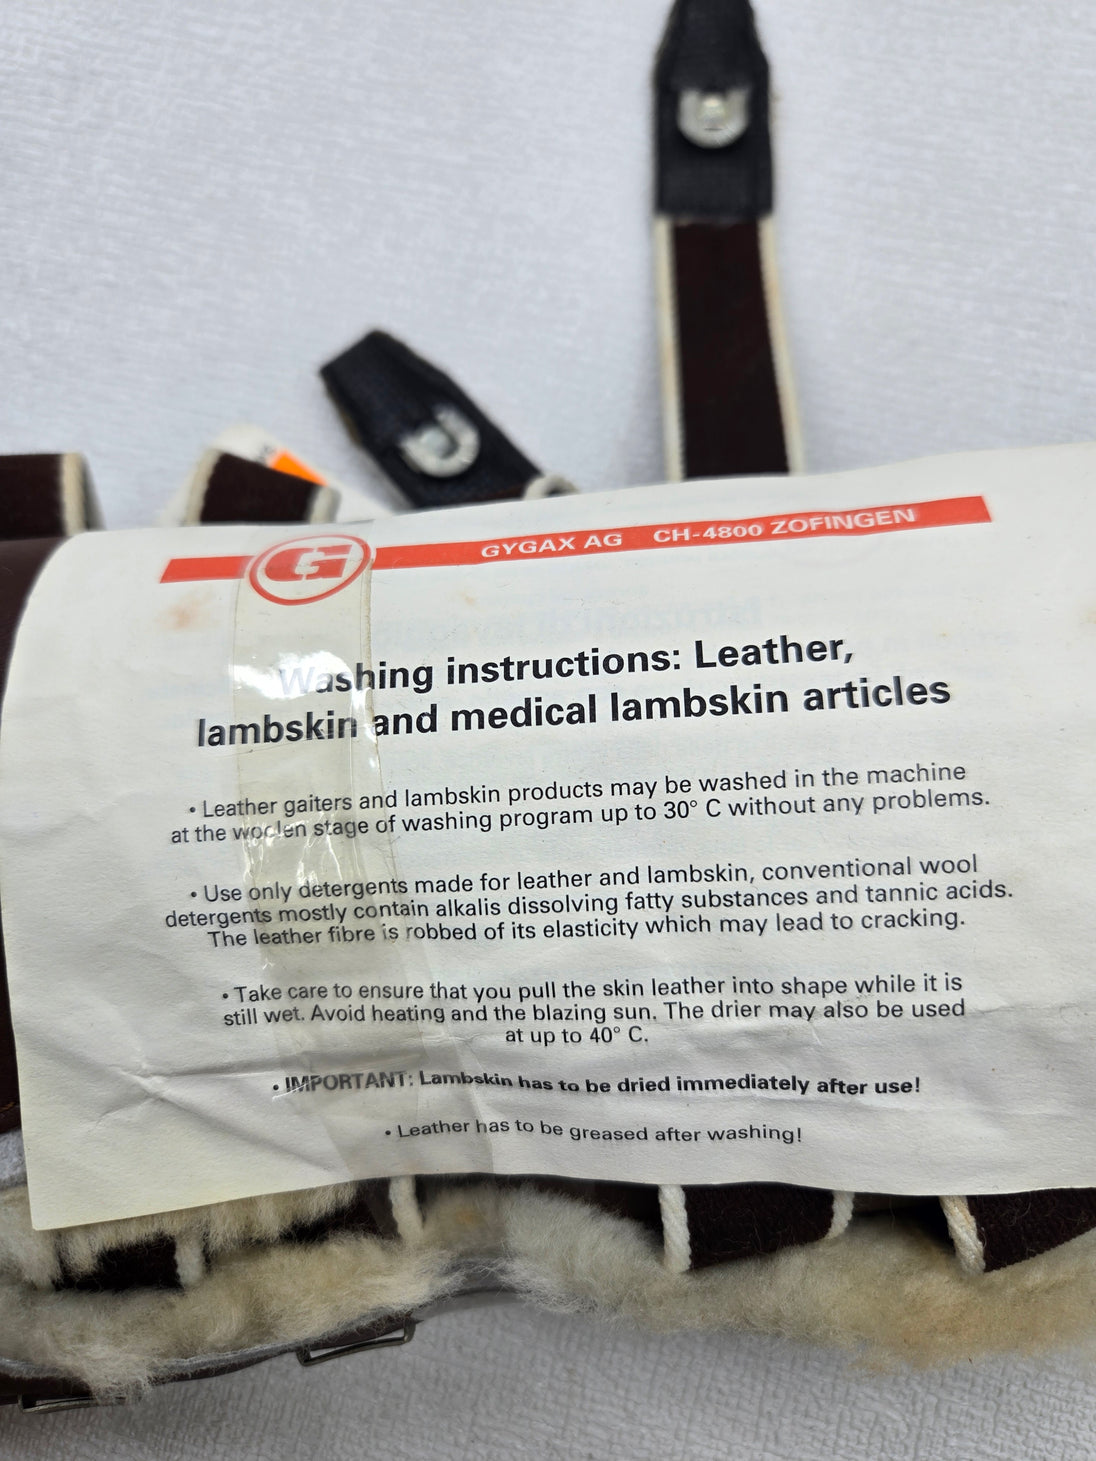 GYGAX AG CH-4800 ZOFINGEN
G
Washing instructions: Leather,
lambskin and medical lambskin articles
• Leather gaiters and lambskin products may be washed in the machine
at the woolen stage of washing program up to 30° C without any problems.
• Use only detergents made for leather and lambskin, conventional wool
detergents mostly contain alkalis dissolving fatty substances and tannic acids.
The leather fibre is robbed of its elasticity which may lead to cracking.
• Take care to ensure that you pull the skin leather into shape while it is
still wet. Avoid heating and the blazing sun. The drier may also be used
at up to 40° C.
• IMPORTANT: Lambskin has to be dried immediately after use!
• Leather has to be greased after washing!